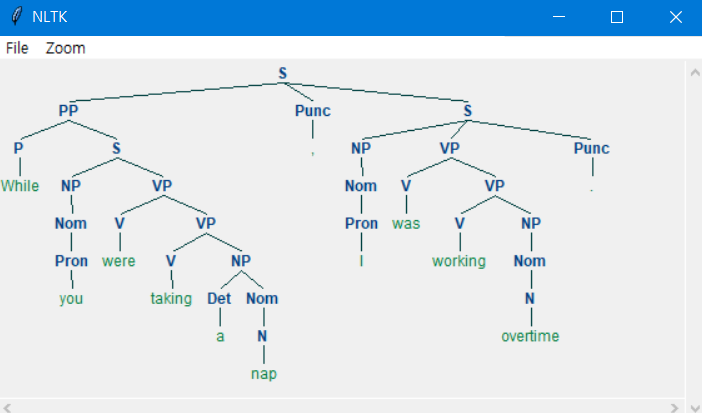 NLTK
File Zoom
S
PP Punc S
P S , NP VP Punc
While NP VP Nom V VP .
Nom V VP Pron was V NP
Pron were V NP I working Nom
you taking Det Nom N
a N overtime
nap